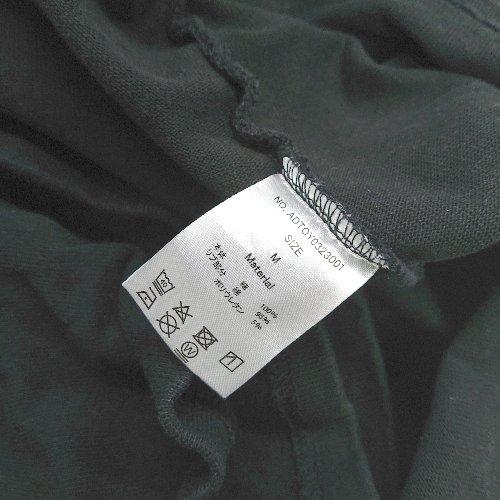 NO. ADTOY0323001
SIZE
M
Material
本体 綿 100%
リブ部分 綿 95%
ポリウレタン 5%